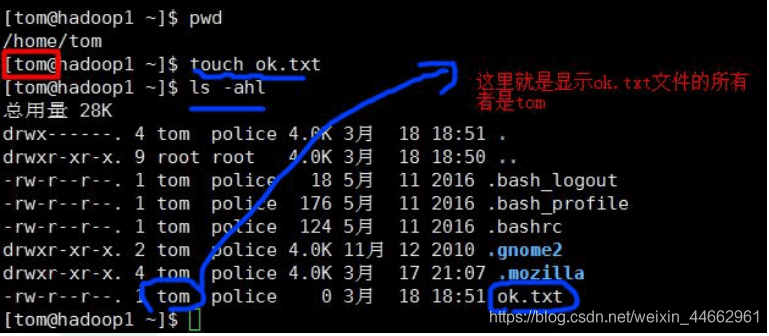 [tom@hadoop1 ~]$ pwd
/home/tom
[tom@hadoop1 ~]$ touch ok.txt
[tom@hadoop1 ~]$ ls -ahl
这里就是显示ok.txt文件的所有
者是tom
总用量 28K
drwx------. 4 tom  police 4.0K 3月  18 18:51 .
drwxr-xr-x. 9 root root   4.0K 3月  18 18:50 ..
-rw-r--r--. 1 tom  police   18 5月  11 2016 .bash_logout
-rw-r--r--. 1 tom  police  176 5月  11 2016 .bash_profile
-rw-r--r--. 1 tom  police  124 5月  11 2016 .bashrc
drwxr-xr-x. 2 tom  police 4.0K 11月 12 2010 .gnome2
drwxr-xr-x. 4 tom  police 4.0K 3月  17 21:07 .mozilla
-rw-r--r--. 1 tom  police    0 3月  18 18:51 ok.txt
[tom@hadoop1 ~]$
https://blog.csdn.net/weixin_44662961